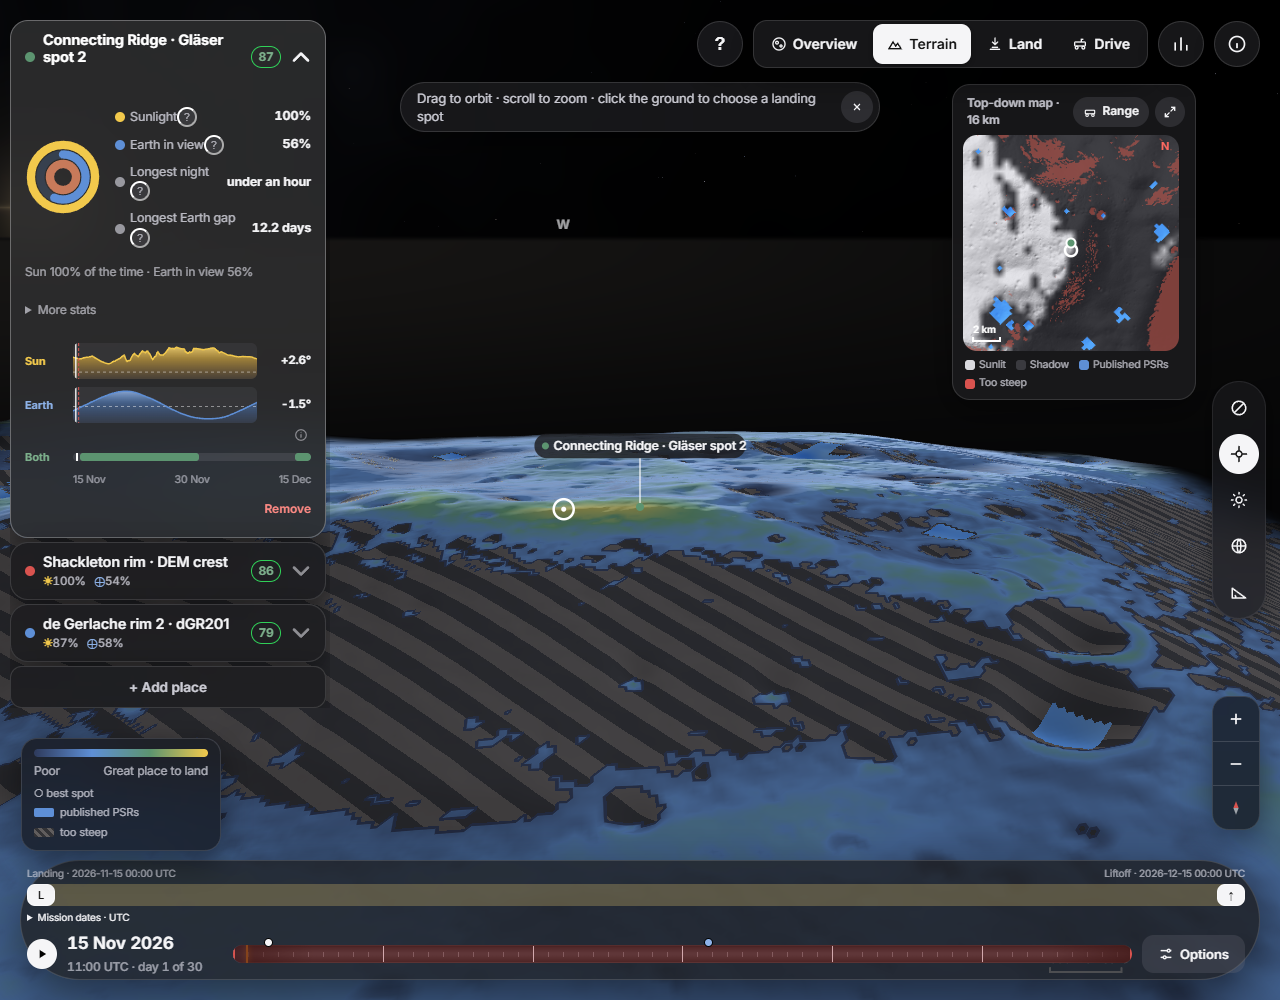 Connecting Ridge · Gläser
spot 2
87
Sunlight ?
100%
Earth in view ?
56%
Longest night
?
under an hour
Longest Earth gap
?
12.2 days
Sun 100% of the time · Earth in view 56%
More stats
Sun
+2.6°
Earth
-1.5°
Both
15 Nov
30 Nov
15 Dec
Remove
Shackleton rim · DEM crest
100% 54%
86
de Gerlache rim 2 · dGR201
87% 58%
79
+ Add place
Poor
Great place to land
best spot
published PSRs
too steep
?
Overview
Terrain
Land
Drive
Drag to orbit · scroll to zoom · click the ground to choose a landing
spot
×
Top-down map ·
16 km
Range
N
2 km
Sunlit
Shadow
Published PSRs
Too steep
W
Connecting Ridge · Gläser spot 2
+
−
Landing · 2026-11-15 00:00 UTC
Liftoff · 2026-12-15 00:00 UTC
L
↑
Mission dates · UTC
15 Nov 2026
11:00 UTC · day 1 of 30
Options